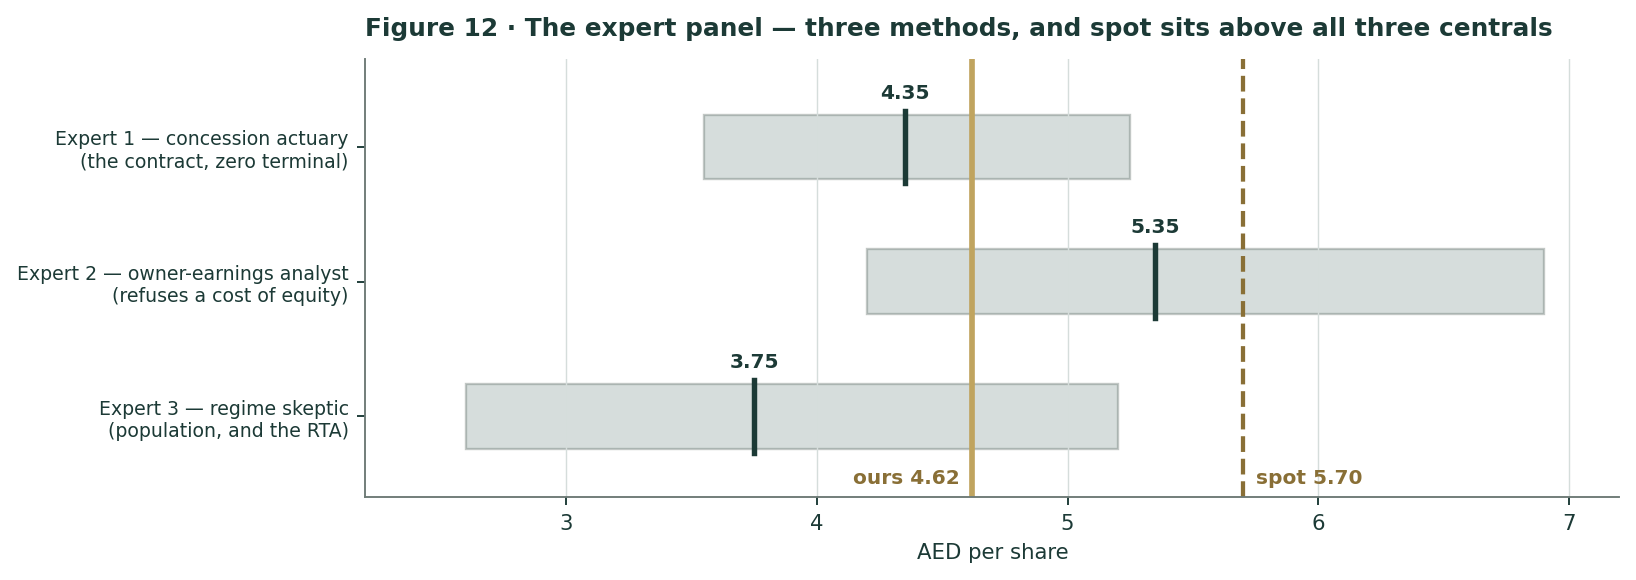 Figure 12 · The expert panel — three methods, and spot sits above all three centrals
4.35
Expert 1 — concession actuary
(the contract, zero terminal)
5.35
Expert 2 — owner-earnings analyst
(refuses a cost of equity)
3.75
Expert 3 — regime skeptic
(population, and the RTA)
ours 4.62
spot 5.70
3 4 5 6 7
AED per share